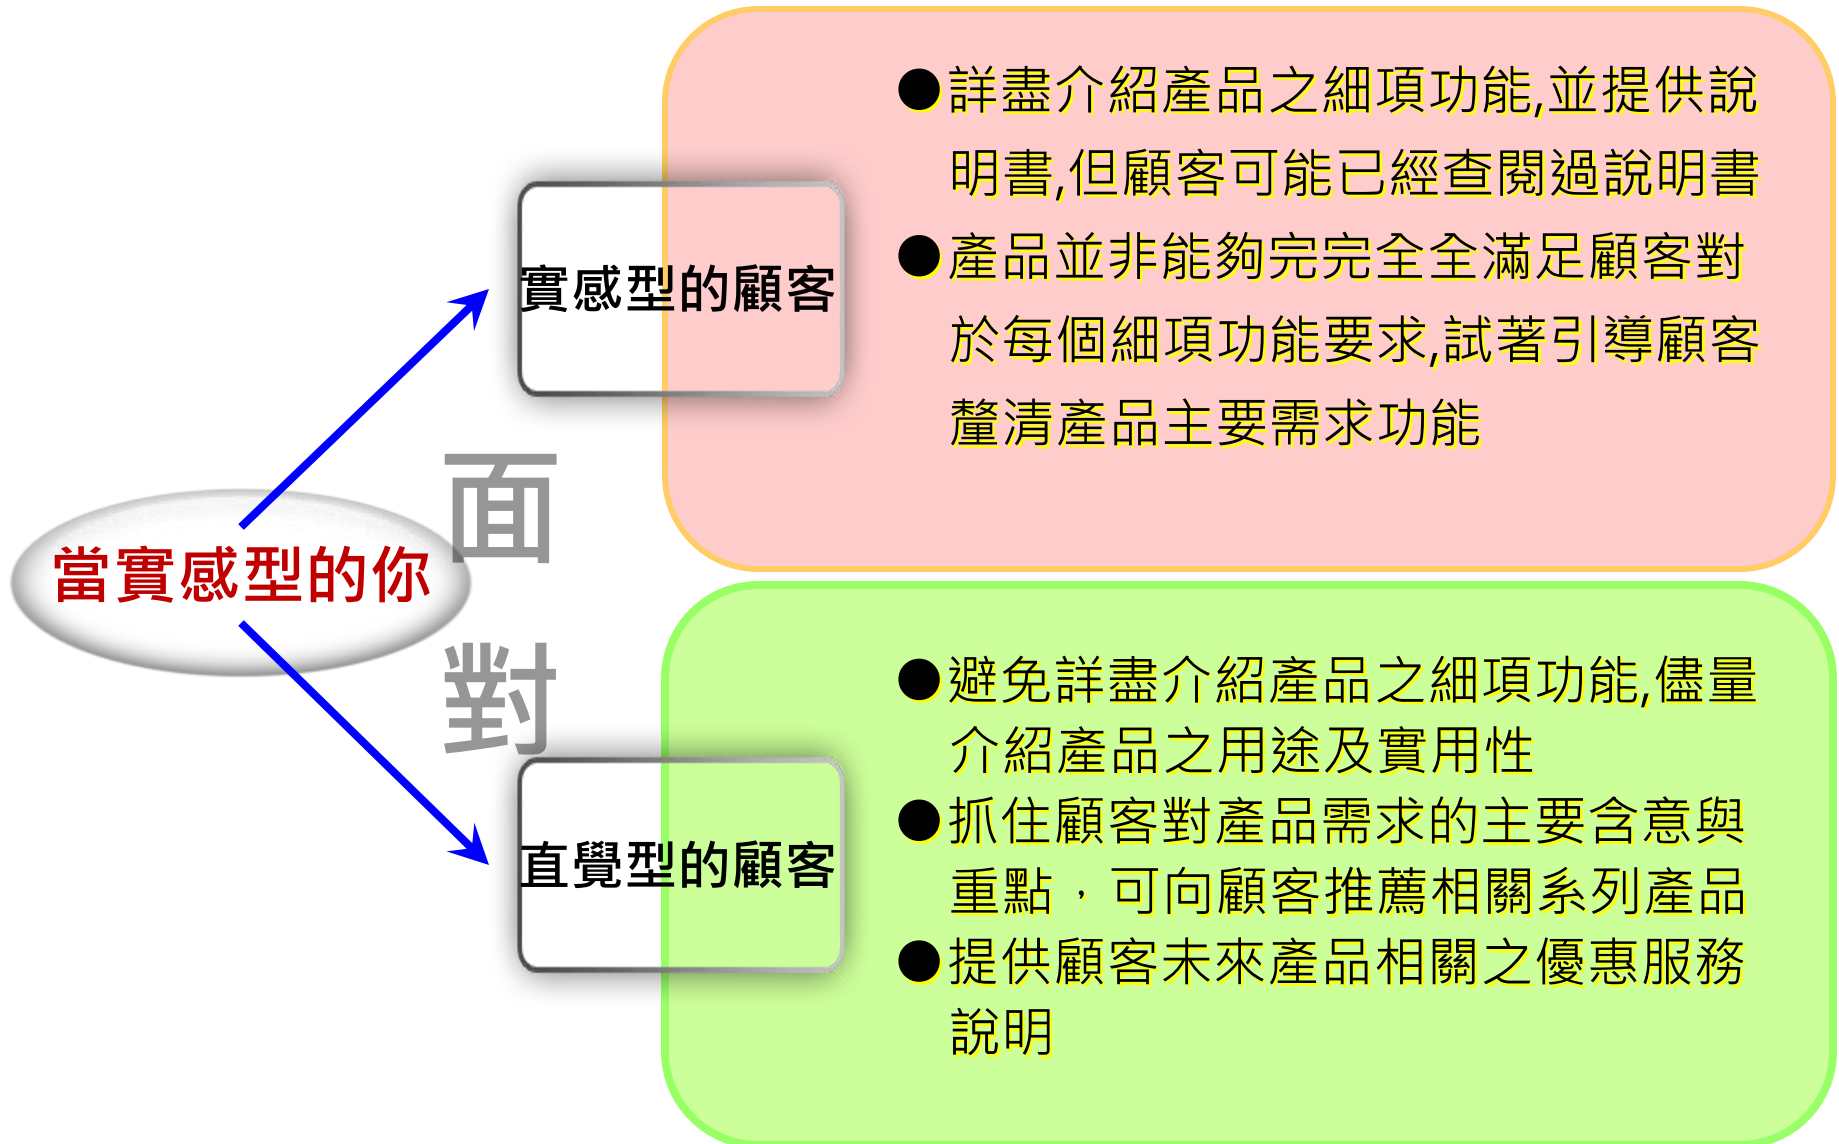 當實感型的你
面
對
實感型的顧客
●詳盡介紹產品之細項功能,並提供說
明書,但顧客可能已經查閱過說明書
●產品並非能夠完完全全滿足顧客對
於每個細項功能要求,試著引導顧客
釐清產品主要需求功能
直覺型的顧客
●避免詳盡介紹產品之細項功能,儘量
介紹產品之用途及實用性
●抓住顧客對產品需求的主要含意與
重點，可向顧客推薦相關系列產品
●提供顧客未來產品相關之優惠服務
說明